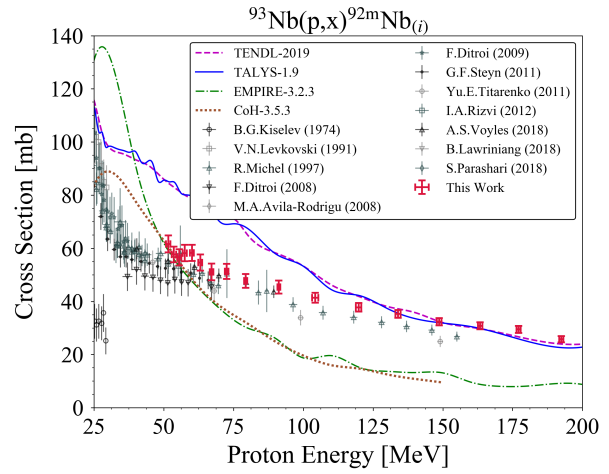 ⁹³Nb(p,x)⁹²ᵐNb₍ᵢ₎
Cross Section [mb]
140
120
100
80
60
40
20
0
TENDL-2019
TALYS-1.9
EMPIRE-3.2.3
CoH-3.5.3
B.G.Kiselev (1974)
V.N.Levkovski (1991)
R.Michel (1997)
F.Ditroi (2008)
M.A.Avila-Rodrigu (2008)
F.Ditroi (2009)
G.F.Steyn (2011)
Yu.E.Titarenko (2011)
I.A.Rizvi (2012)
A.S.Voyles (2018)
B.Lawriniang (2018)
S.Parashari (2018)
This Work
25 50 75 100 125 150 175 200
Proton Energy [MeV]